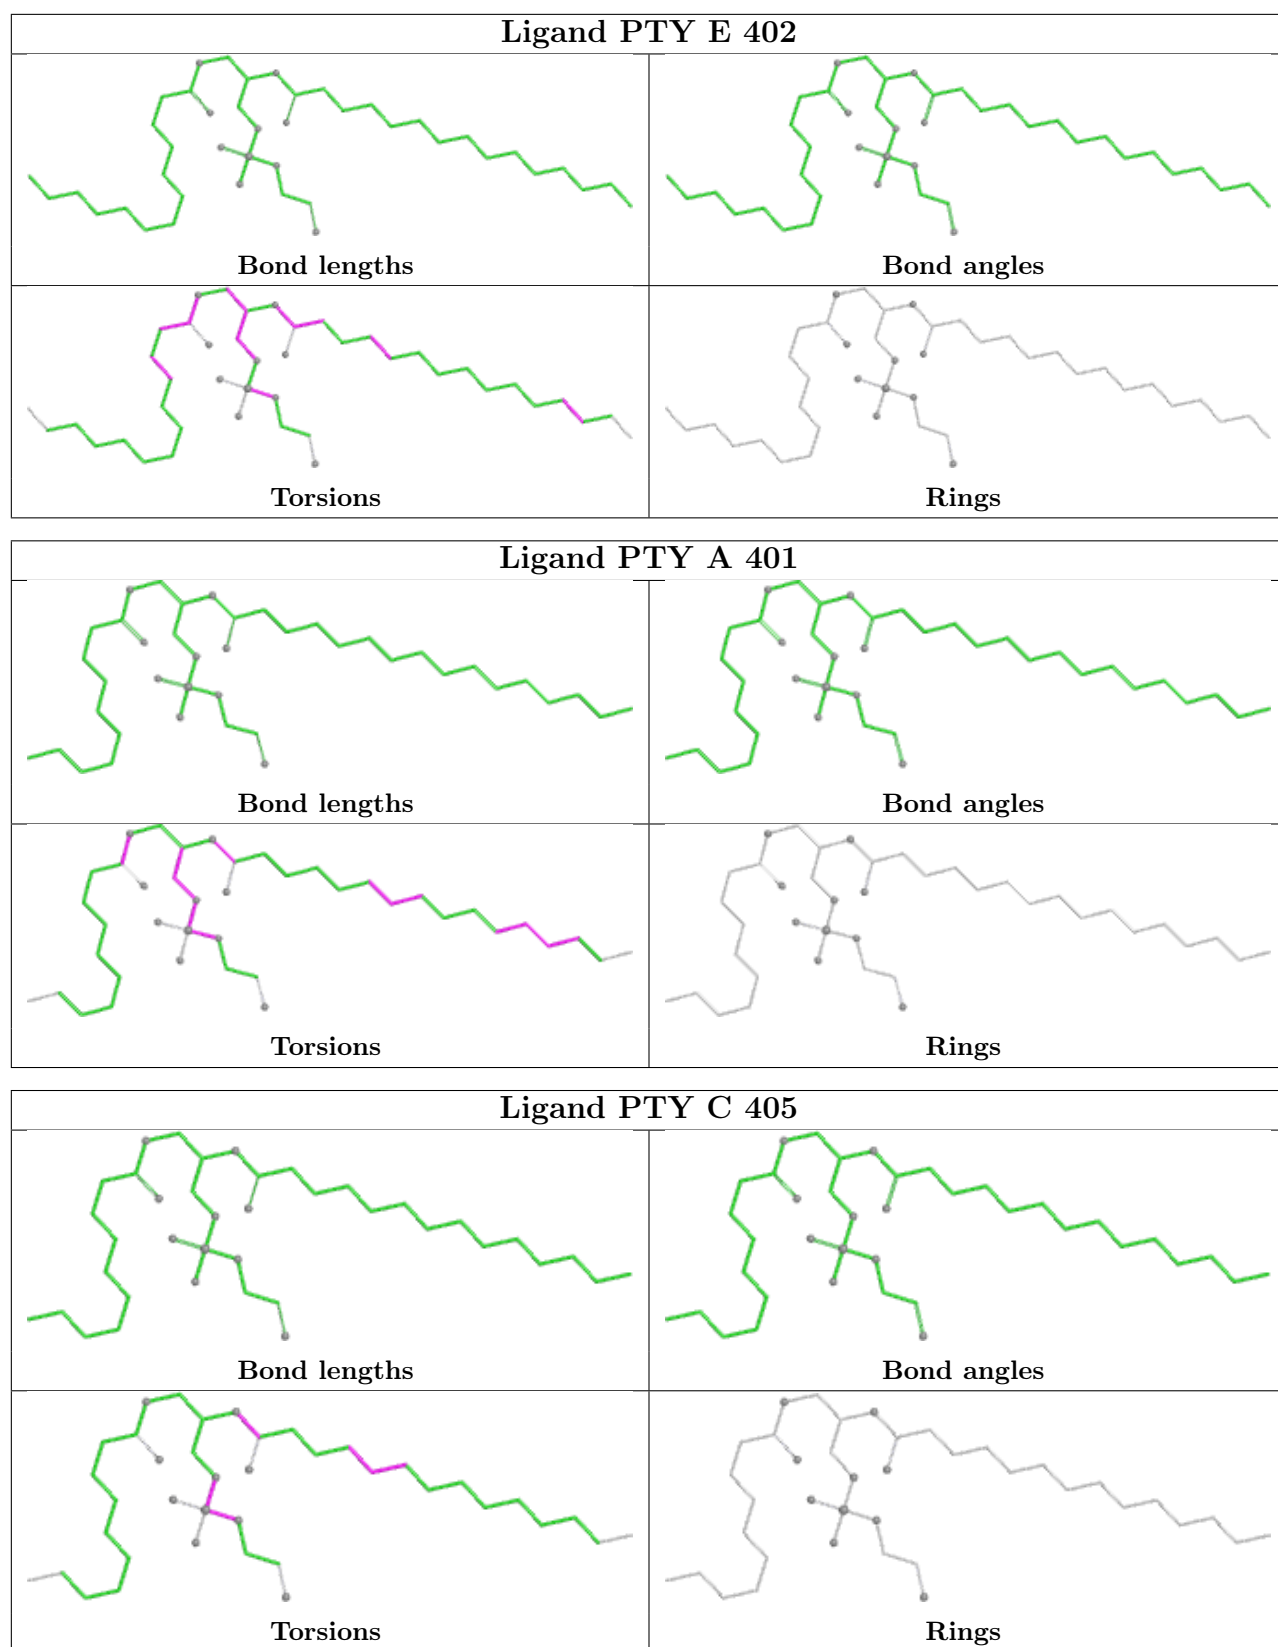 Ligand PTY E 402
Bond lengths
Bond angles
Torsions
Rings
Ligand PTY A 401
Bond lengths
Bond angles
Torsions
Rings
Ligand PTY C 405
Bond lengths
Bond angles
Torsions
Rings